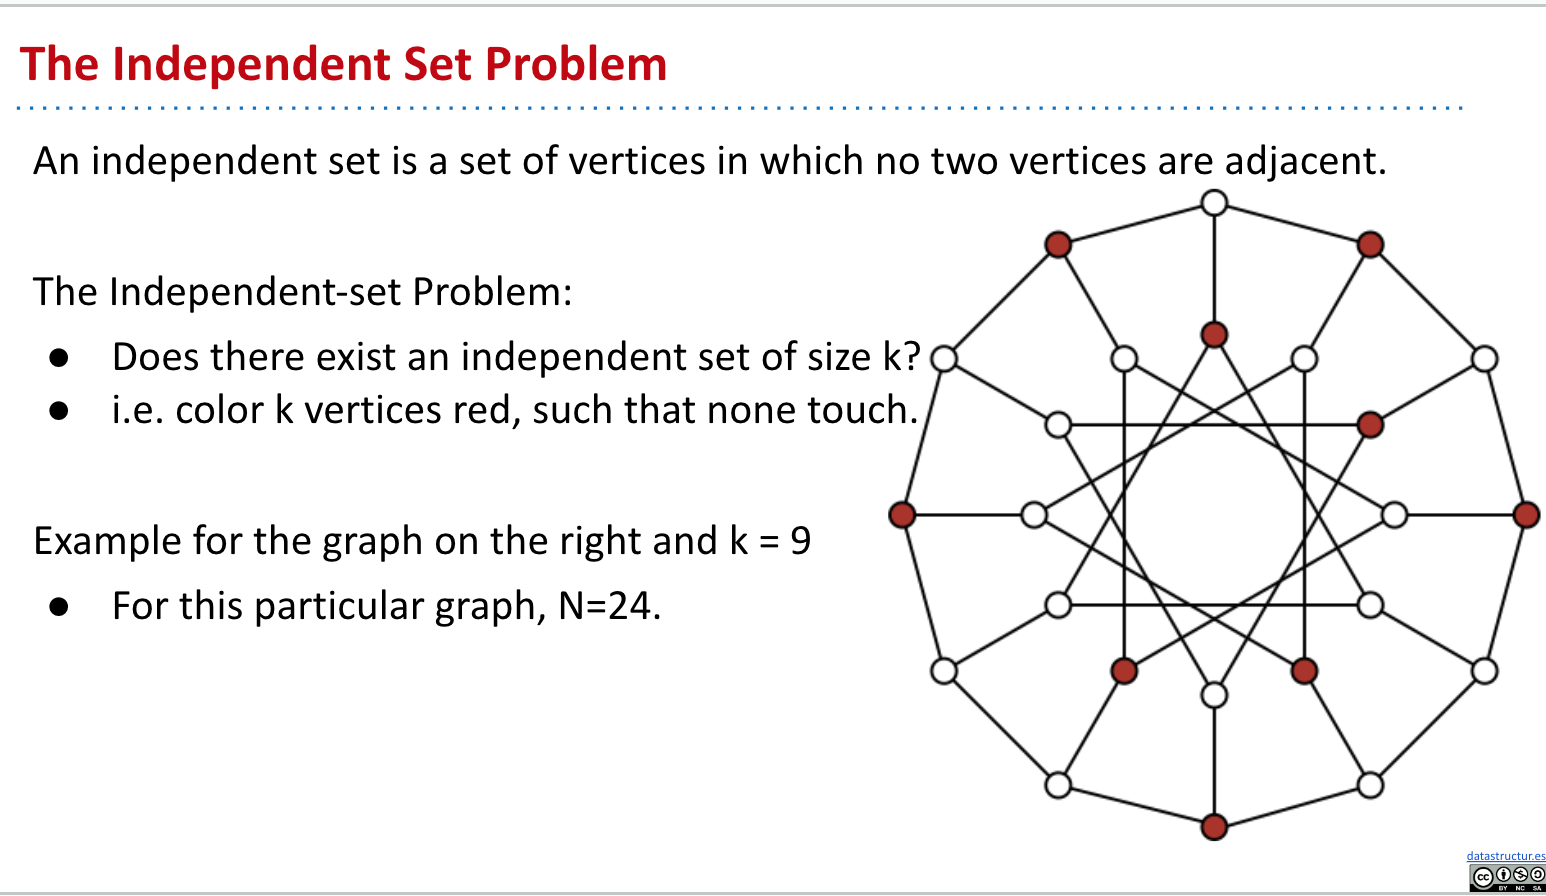 The Independent Set Problem
An independent set is a set of vertices in which no two vertices are adjacent.
The Independent-set Problem:
● Does there exist an independent set of size k?
● i.e. color k vertices red, such that none touch.
Example for the graph on the right and k = 9
● For this particular graph, N=24.
datastructur.es
cc
BY NC SA